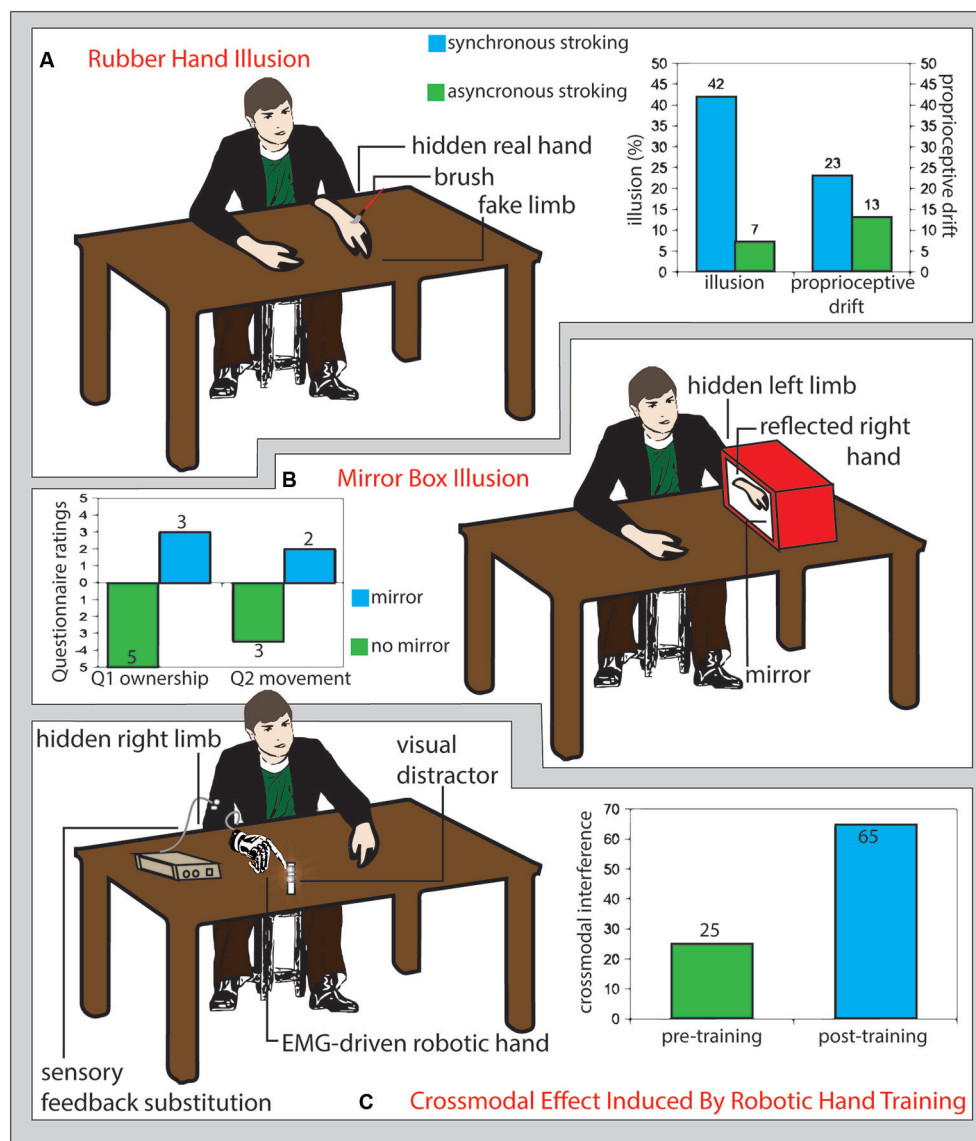 A
Rubber Hand Illusion
synchronous stroking
asyncronous stroking
hidden real hand
brush
fake limb
50
45
40
35
30
25
20
15
10
5
0
illusion (%)
42
7
23
13
illusion
proprioceptive
drift
50
45
40
35
30
25
20
15
10
5
0
proprioceptive
drift
B
Mirror Box Illusion
hidden left limb
reflected right
hand
mirror
Questionnaire ratings
5
4
3
2
1
0
1
2
3
-4
5
3
2
5
3
Q1 ownership
Q2 movement
mirror
no mirror
hidden right limb
visual
distractor
EMG-driven robotic hand
sensory
feedback substitution
crossmodal interference
70
60
50
40
30
20
10
0
25
65
pre-training
post-training
C
Crossmodal Effect Induced By Robotic Hand Training